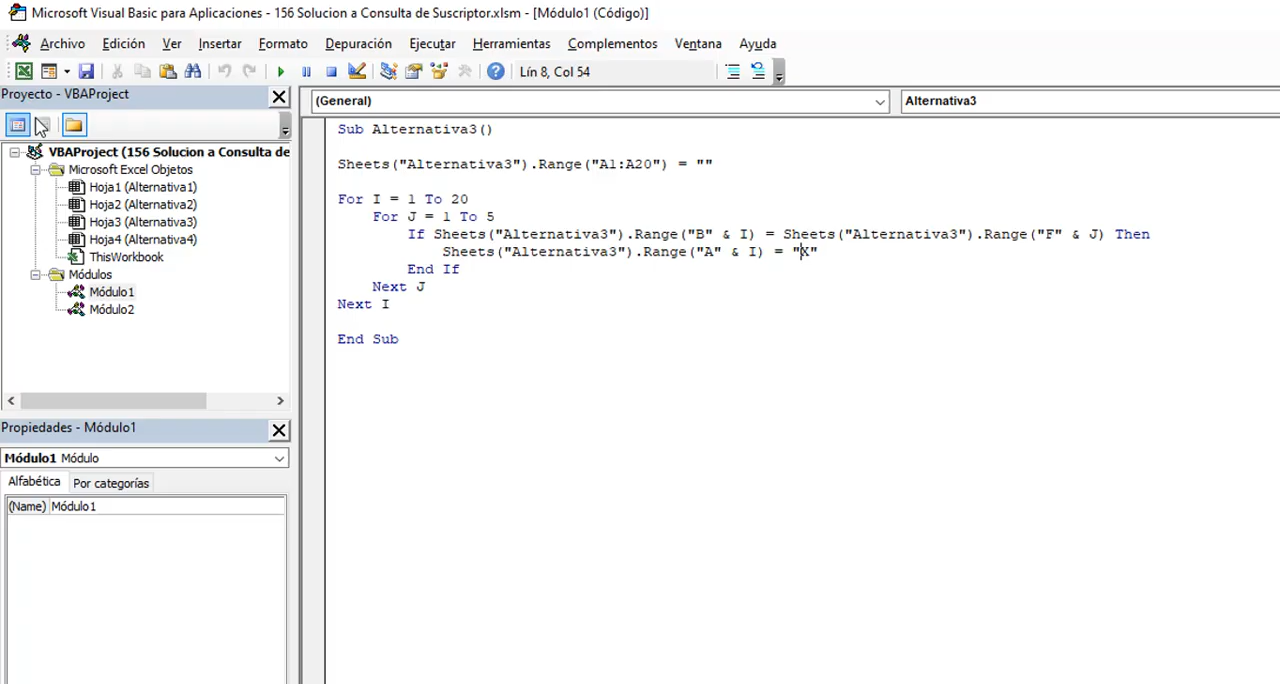 Microsoft Visual Basic para Aplicaciones - 156 Solucion a Consulta de Suscriptor.xlsm - [Módulo1 (Código)]
Archivo Edición Ver Insertar Formato Depuración Ejecutar Herramientas Complementos Ventana Ayuda
Lín 8, Col 54
Proyecto - VBAProject
VBAProject (156 Solucion a Consulta de
Microsoft Excel Objetos
Hoja1 (Alternativa1)
Hoja2 (Alternativa2)
Hoja3 (Alternativa3)
Hoja4 (Alternativa4)
ThisWorkbook
Módulos
Módulo1
Módulo2
Propiedades - Módulo1
Módulo1 Módulo
Alfabética Por categorías
(Name) Módulo1
(General) Alternativa3
Sub Alternativa3()
Sheets("Alternativa3").Range("A1:A20") = ""
For I = 1 To 20
For J = 1 To 5
If Sheets("Alternativa3").Range("B" & I) = Sheets("Alternativa3").Range("F" & J) Then
Sheets("Alternativa3").Range("A" & I) = "X"
End If
Next J
Next I
End Sub